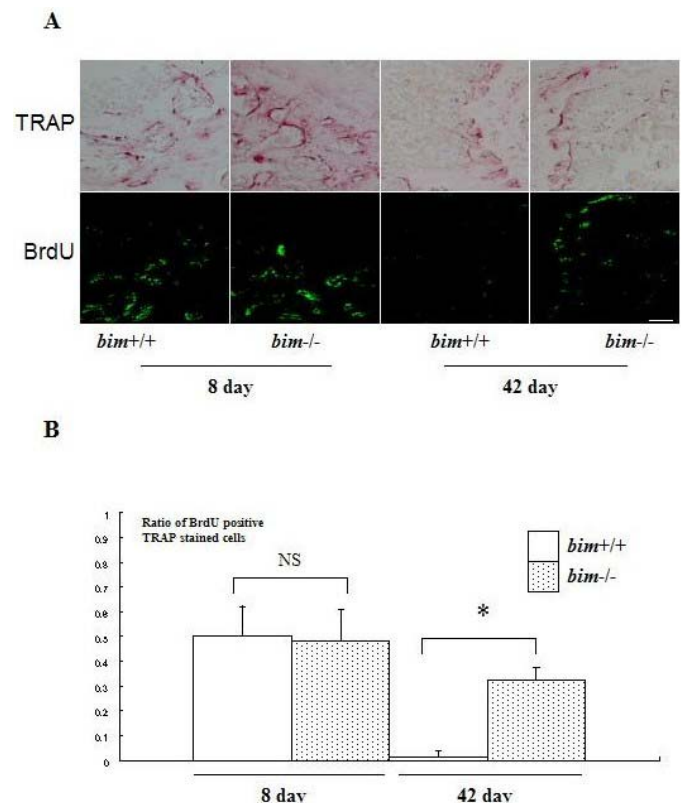 A
TRAP
BrdU
bim+/+ bim-/- bim+/+ bim-/-
8 day 42 day
B
1
Ratio of BrdU positive
TRAP stained cells
0.9
0.8
NS
bim+/+
bim-/-
0.7
0.6
*
0.5
0.4
0.3
0.2
0.1
0
8 day 42 day